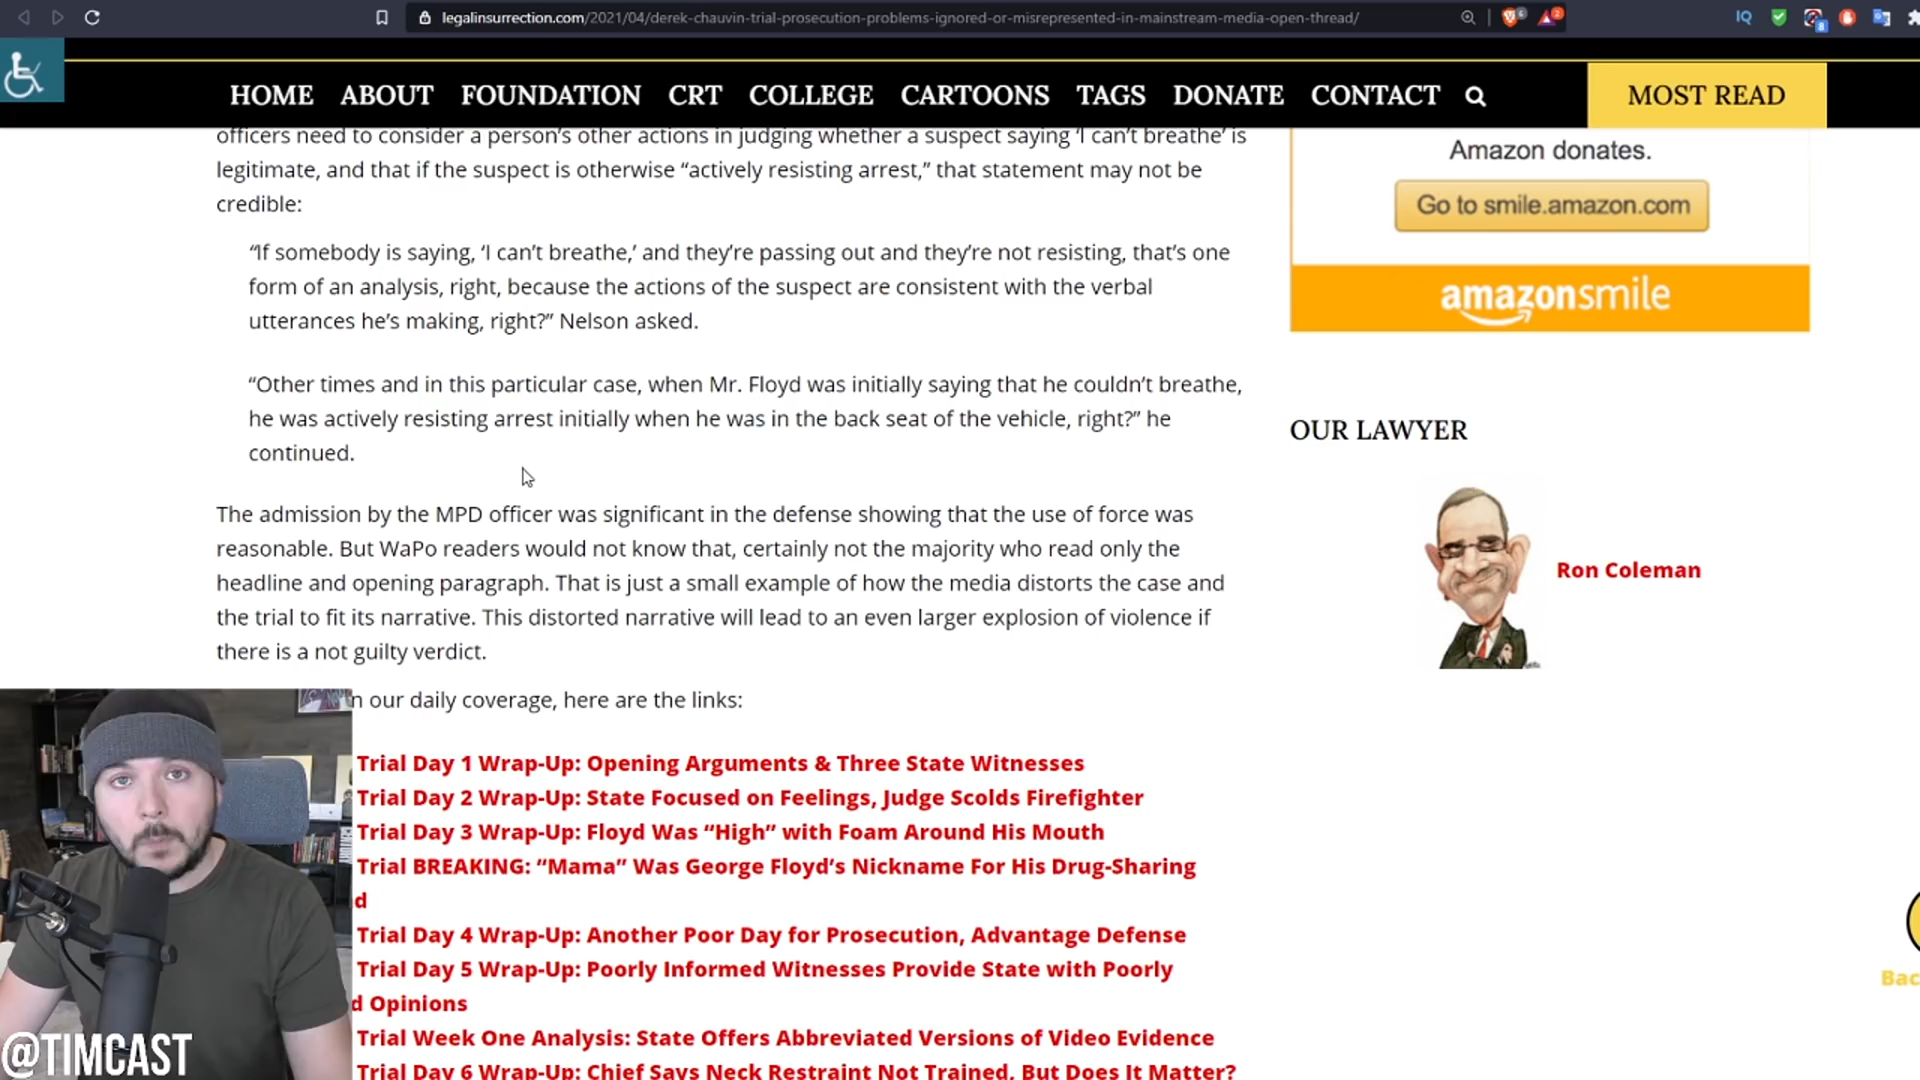 legalinsurrection.com/2021/04/derek-chauvin-trial-prosecution-problems-ignored-or-misrepresented-in-mainstream-media-open-thread/
HOME ABOUT FOUNDATION CRT COLLEGE CARTOONS TAGS DONATE CONTACT MOST READ
officers need to consider a person's other actions in judging whether a suspect saying 'I can't breathe' is
legitimate, and that if the suspect is otherwise “actively resisting arrest,” that statement may not be
credible:
“If somebody is saying, ‘I can’t breathe,’ and they’re passing out and they’re not resisting, that’s one
form of an analysis, right, because the actions of the suspect are consistent with the verbal
utterances he’s making, right?” Nelson asked.
“Other times and in this particular case, when Mr. Floyd was initially saying that he couldn’t breathe,
he was actively resisting arrest initially when he was in the back seat of the vehicle, right?” he
continued.
The admission by the MPD officer was significant in the defense showing that the use of force was
reasonable. But WaPo readers would not know that, certainly not the majority who read only the
headline and opening paragraph. That is just a small example of how the media distorts the case and
the trial to fit its narrative. This distorted narrative will lead to an even larger explosion of violence if
there is a not guilty verdict.
n our daily coverage, here are the links:
Trial Day 1 Wrap-Up: Opening Arguments & Three State Witnesses
Trial Day 2 Wrap-Up: State Focused on Feelings, Judge Scolds Firefighter
Trial Day 3 Wrap-Up: Floyd Was “High” with Foam Around His Mouth
Trial BREAKING: “Mama” Was George Floyd’s Nickname For His Drug-Sharing
d
Trial Day 4 Wrap-Up: Another Poor Day for Prosecution, Advantage Defense
Trial Day 5 Wrap-Up: Poorly Informed Witnesses Provide State with Poorly
d Opinions
Trial Week One Analysis: State Offers Abbreviated Versions of Video Evidence
Trial Day 6 Wrap-Up: Chief Says Neck Restraint Not Trained, But Does It Matter?
Amazon donates.
Go to smile.amazon.com
amazonsmile
OUR LAWYER
Ron Coleman
Bac
@TIMCAST